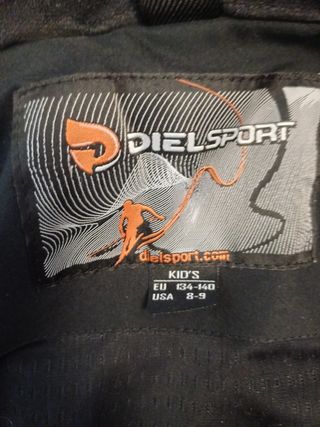 DIELSPORT
dielsport.com
KID'S
EU 134-140
USA 8-9